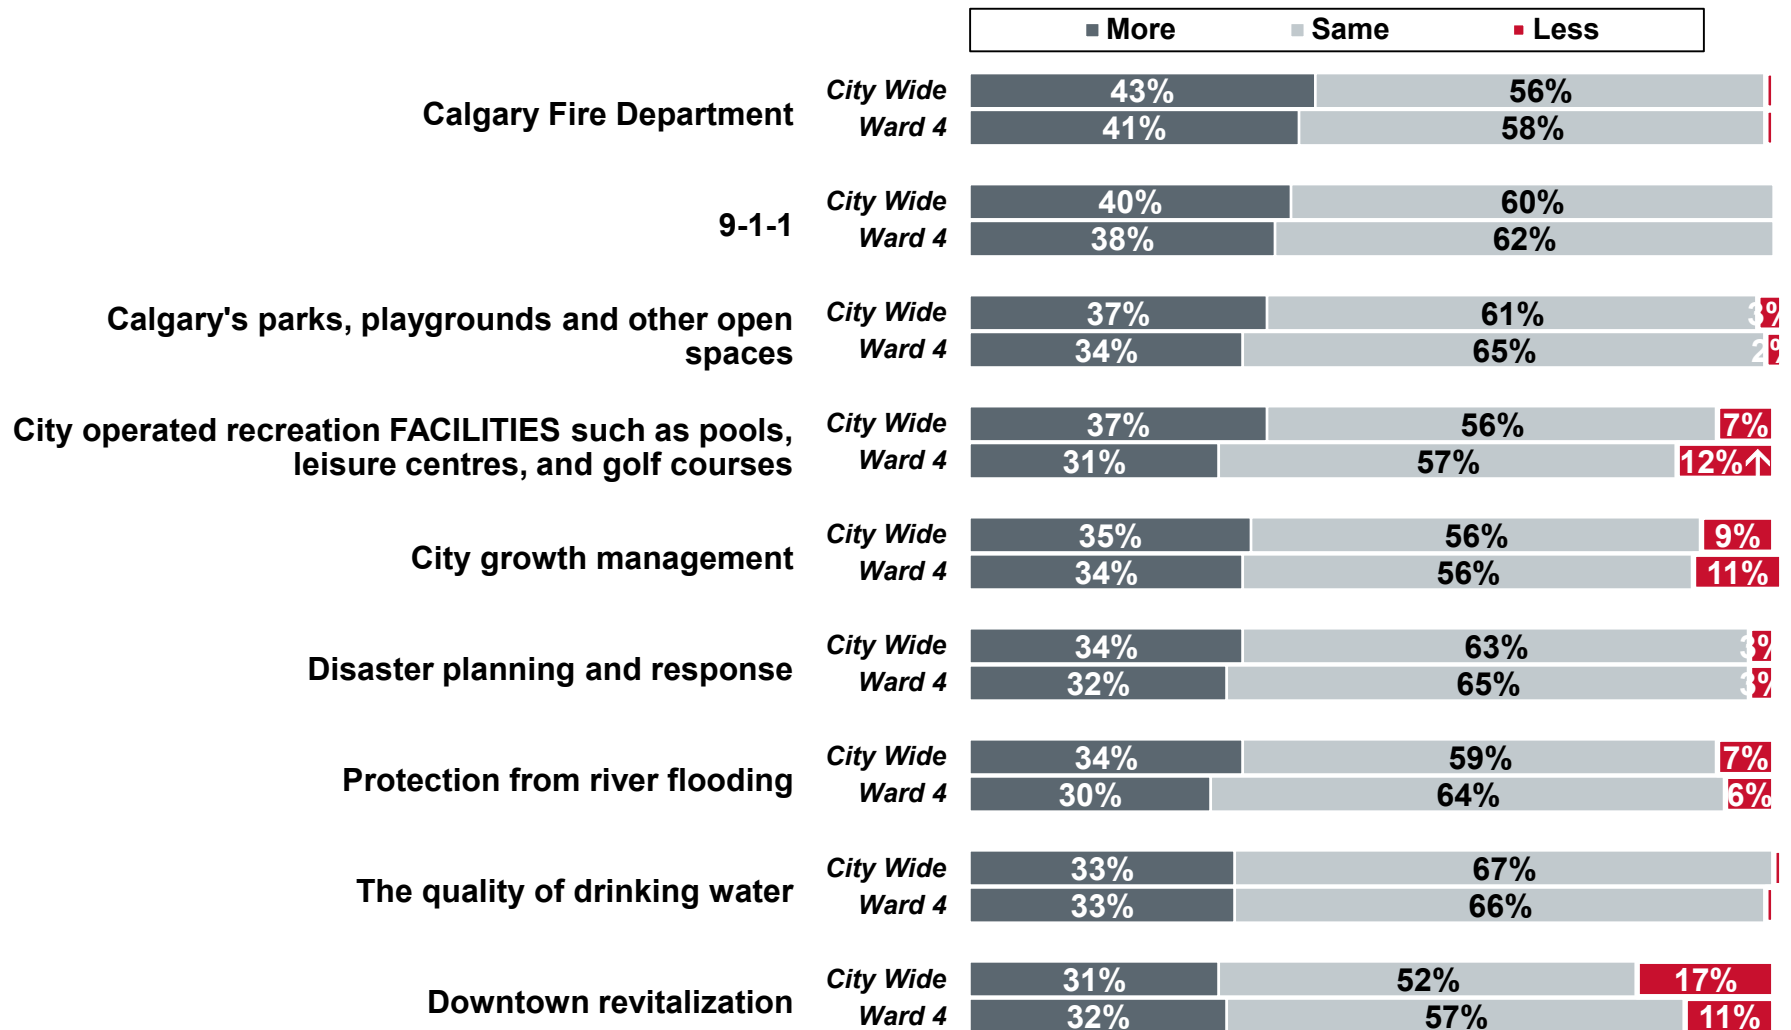 More Same Less
Calgary Fire Department
City Wide 43% 56%
Ward 4 41% 58%
9-1-1
City Wide 40% 60%
Ward 4 38% 62%
Calgary's parks, playgrounds and other open
spaces
City Wide 37% 61% 3%
Ward 4 34% 65% 2%
City operated recreation FACILITIES such as pools,
leisure centres, and golf courses
City Wide 37% 56% 7%
Ward 4 31% 57% 12%↑
City growth management
City Wide 35% 56% 9%
Ward 4 34% 56% 11%
Disaster planning and response
City Wide 34% 63% 3%
Ward 4 32% 65% 3%
Protection from river flooding
City Wide 34% 59% 7%
Ward 4 30% 64% 6%
The quality of drinking water
City Wide 33% 67%
Ward 4 33% 66%
Downtown revitalization
City Wide 31% 52% 17%
Ward 4 32% 57% 11%